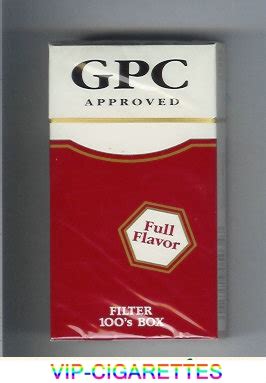 GPC
APPROVED
Full
Flavor
FILTER
100's BOX
VIP-CIGARETTES